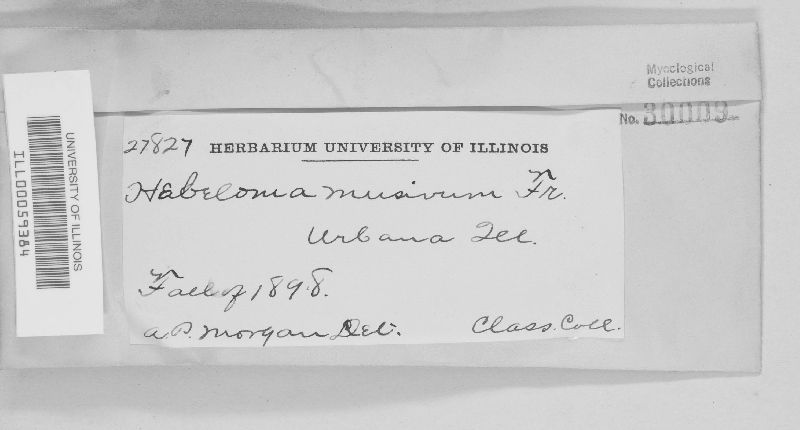 Mycological
Collections
No. 30009
27827 HERBARIUM UNIVERSITY OF ILLINOIS
Hebeloma musivum Fr.
Urbana Ill.
Fall of 1898.
A.P. Morgan Det. Class. Coll.
UNIVERSITY OF ILLINOIS
ILL00059384